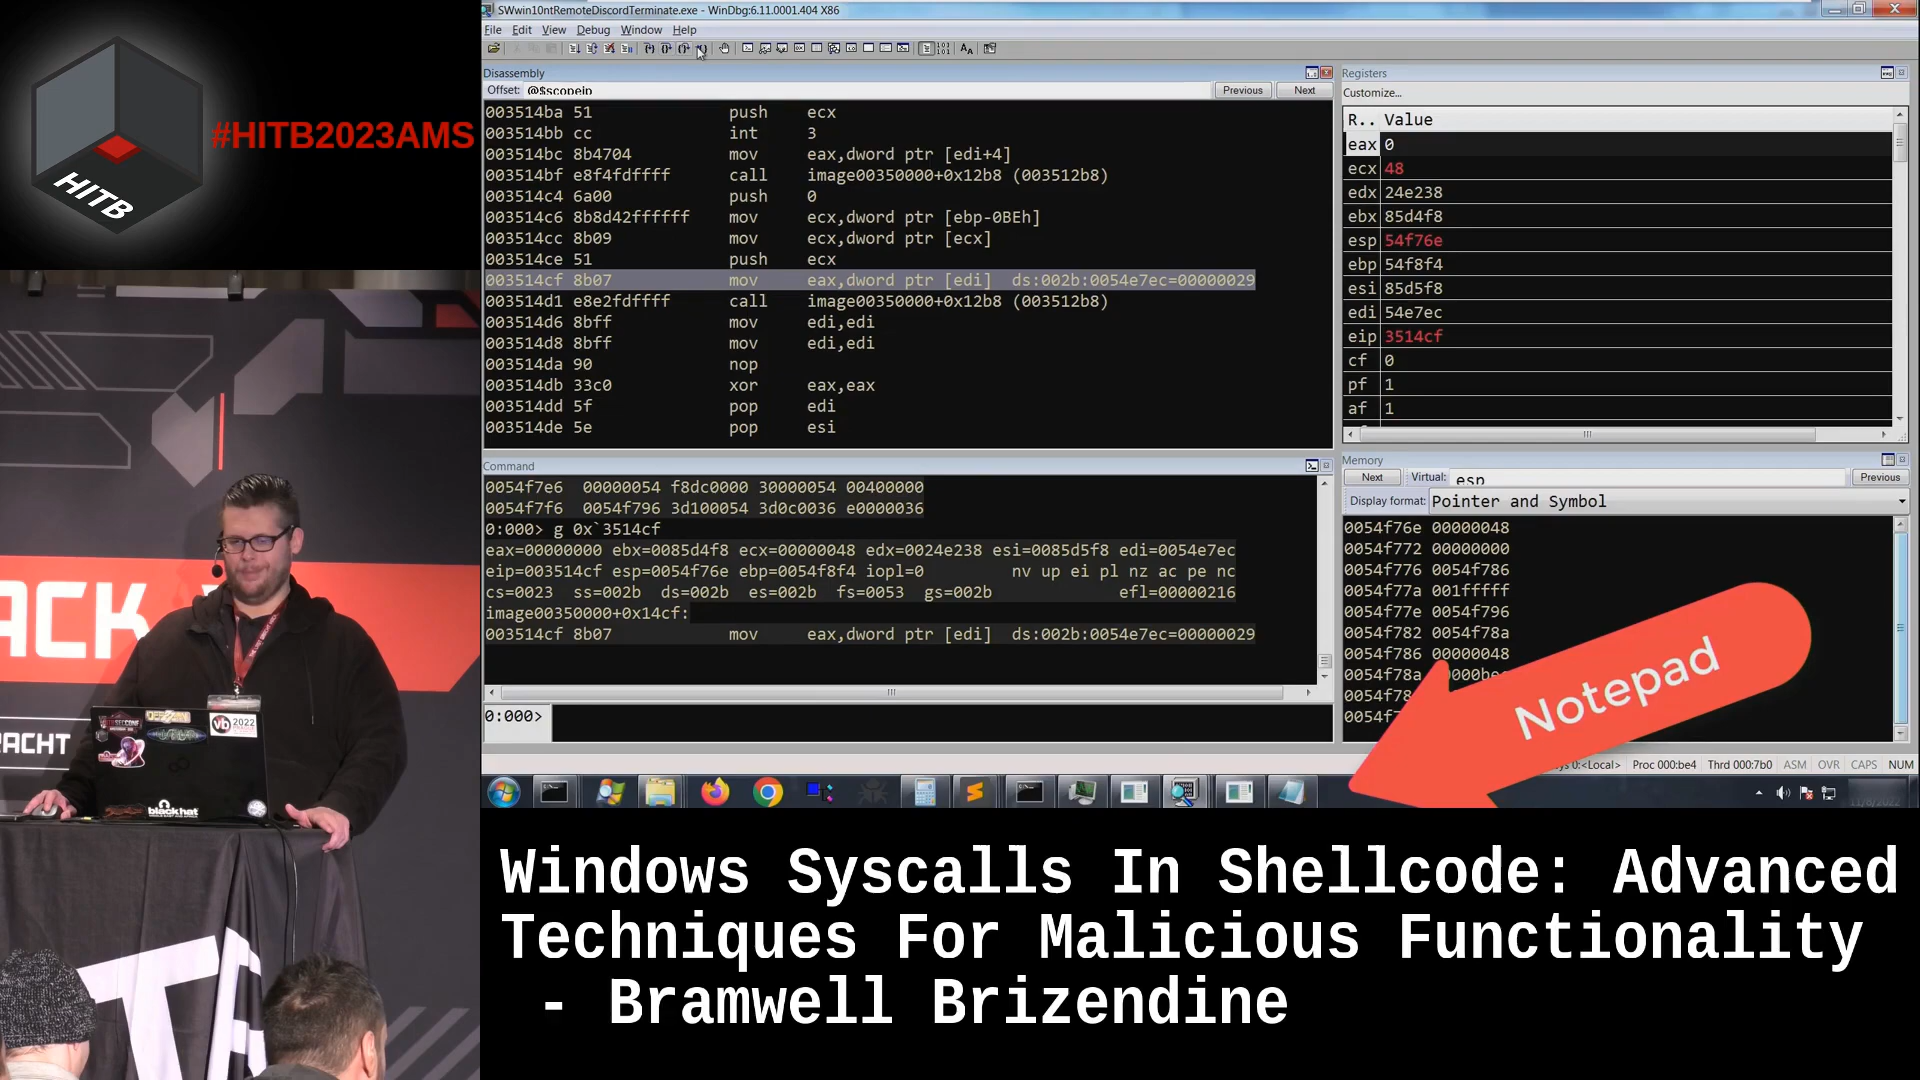 SWwin10ntRemoteDiscordTerminate.exe - WinDbg:6.11.0001.404 X86
File Edit View Debug Window Help
Disassembly
Offset: @$scopeip
Previous Next
003514ba 51 push ecx
003514bb cc int 3
003514bc 8b4704 mov eax,dword ptr [edi+4]
003514bf e8f4fdffff call image00350000+0x12b8 (003512b8)
003514c4 6a00 push 0
003514c6 8b8d42ffffff mov ecx,dword ptr [ebp-0BEh]
003514cc 8b09 mov ecx,dword ptr [ecx]
003514ce 51 push ecx
003514cf 8b07 mov eax,dword ptr [edi] ds:002b:0054e7ec=00000029
003514d1 e8e2fdffff call image00350000+0x12b8 (003512b8)
003514d6 8bff mov edi,edi
003514d8 8bff mov edi,edi
003514da 90 nop
003514db 33c0 xor eax,eax
003514dd 5f pop edi
003514de 5e pop esi
Registers
Customize...
R.. Value
eax 0
ecx 48
edx 24e238
ebx 85d4f8
esp 54f76e
ebp 54f8f4
esi 85d5f8
edi 54e7ec
eip 3514cf
cf 0
pf 1
af 1
Command
0054f7e6 00000054 f8dc0000 30000054 00400000
0054f7f6 0054f796 3d100054 3d0c0036 e0000036
0:000> g 0x`3514cf
eax=00000000 ebx=0085d4f8 ecx=00000048 edx=0024e238 esi=0085d5f8 edi=0054e7ec
eip=003514cf esp=0054f76e ebp=0054f8f4 iopl=0 nv up ei pl nz ac pe nc
cs=0023 ss=002b ds=002b es=002b fs=0053 gs=002b efl=00000216
image00350000+0x14cf:
003514cf 8b07 mov eax,dword ptr [edi] ds:002b:0054e7ec=00000029
0:000>
Memory
Next Virtual: esp Previous
Display format: Pointer and Symbol
0054f76e 00000048
0054f772 00000000
0054f776 0054f786
0054f77a 001fffff
0054f77e 0054f796
0054f782 0054f78a
0054f786 00000048
0054f78a
0054f78
0054f7
Notepad
0:<Local> Proc 000:be4 Thrd 000:7b0 ASM OVR CAPS NUM
#HITB2023AMS
HITB
ACK
RACHT
vb
2022
black hat
Windows Syscalls In Shellcode: Advanced
Techniques For Malicious Functionality
- Bramwell Brizendine